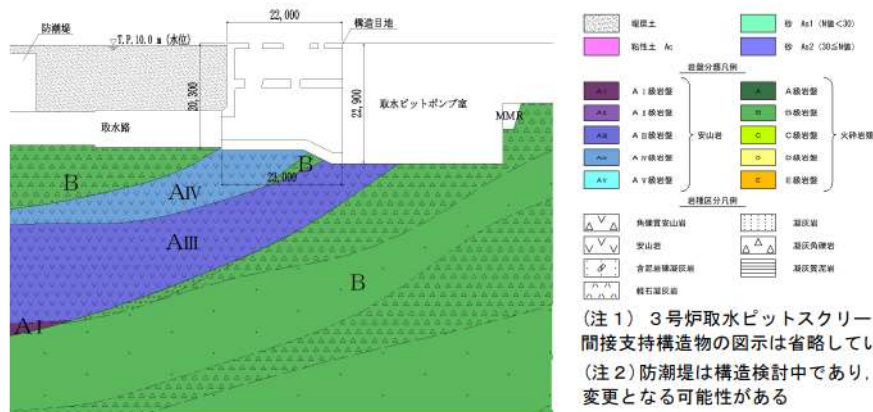 防潮堤
T.P.10.0 m (水位)
22,000
構造目地
20,300
22,900
取水路
取水ピットポンプ室
MMR
23,000
B
B
AⅣ
AⅢ
B
AⅠ
埋戻土
砂 As1 (N値<30)
粘性土 Ac
砂 As2 (30≦N値)
岩盤分類凡例
AⅠ級岩盤
A A級岩盤
AⅡ級岩盤
B B級岩盤
AⅢ級岩盤
C C級岩盤
AⅣ級岩盤
D D級岩盤
AⅤ AⅤ級岩盤
E E級岩盤
安山岩
火砕岩類
岩種区分凡例
角礫質安山岩
凝灰岩
安山岩
凝灰角礫岩
含泥岩礫凝灰岩
凝灰質泥岩
軽石凝灰岩
(注1) 3号炉取水ピットスクリー
間接支持構造物の図示は省略してい
(注2)防潮堤は構造検討中であり,
変更となる可能性がある